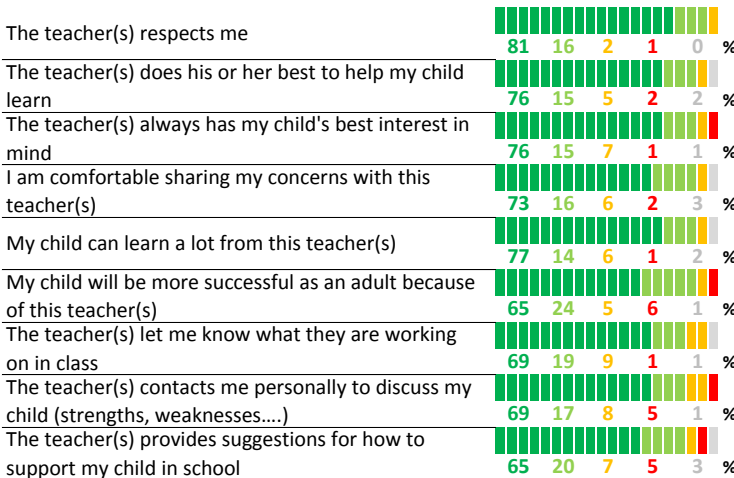 The teacher(s) respects me
81 16 2 1 0 %
The teacher(s) does his or her best to help my child
learn
76 15 5 2 2 %
The teacher(s) always has my child's best interest in
mind
76 15 7 1 1 %
I am comfortable sharing my concerns with this
teacher(s)
73 16 6 2 3 %
My child can learn a lot from this teacher(s)
77 14 6 1 2 %
My child will be more successful as an adult because
of this teacher(s)
65 24 5 6 1 %
The teacher(s) let me know what they are working
on in class
69 19 9 1 1 %
The teacher(s) contacts me personally to discuss my
child (strengths, weaknesses….)
69 17 8 5 1 %
The teacher(s) provides suggestions for how to
support my child in school
65 20 7 5 3 %